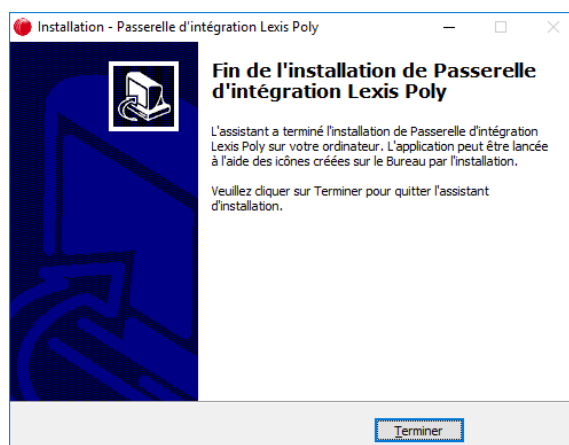 Installation - Passerelle d'intégration Lexis Poly
Fin de l'installation de Passerelle
d'intégration Lexis Poly
L'assistant a terminé l'installation de Passerelle d'intégration
Lexis Poly sur votre ordinateur. L'application peut être lancée
à l'aide des icônes créées sur le Bureau par l'installation.
Veuillez cliquer sur Terminer pour quitter l'assistant
d'installation.
Terminer